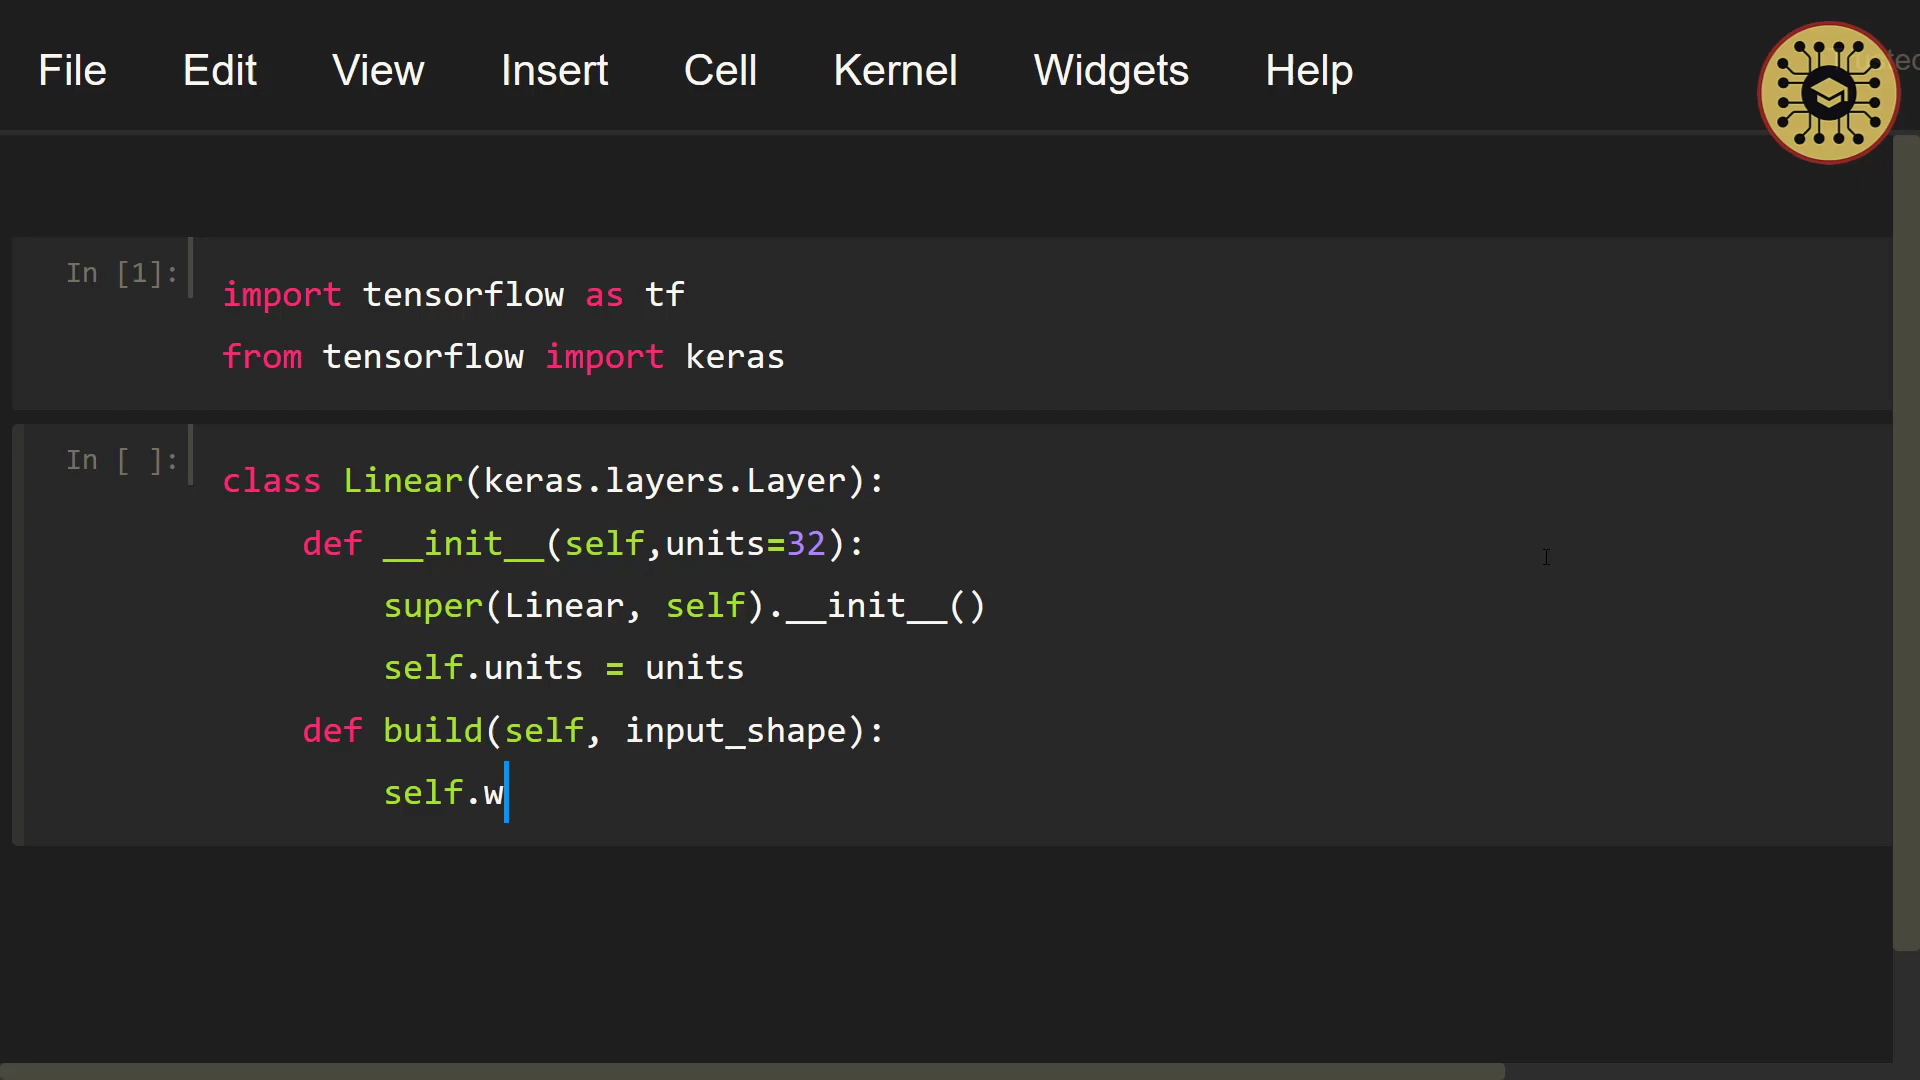 File Edit View Insert Cell Kernel Widgets Help
In [1]:
import tensorflow as tf
from tensorflow import keras
In [ ]:
class Linear(keras.layers.Layer):
    def __init__(self,units=32):
        super(Linear, self).__init__()
        self.units = units
    def build(self, input_shape):
        self.w